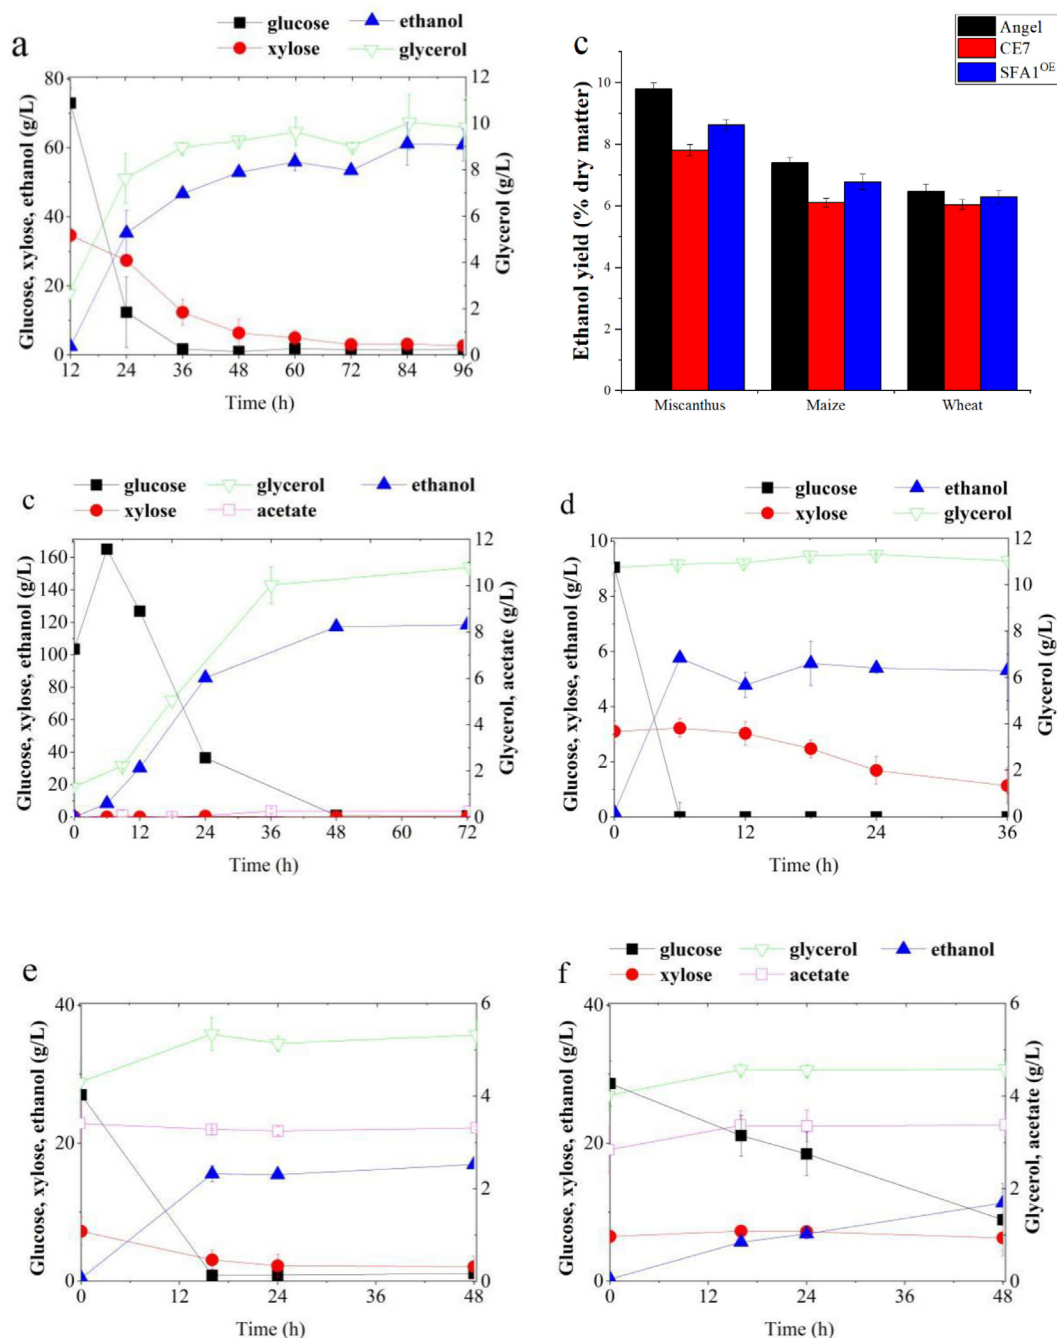 a
glucose
ethanol
xylose
glycerol
Glucose, xylose, ethanol (g/L)
80
60
40
20
0
12
10
8
6
4
2
0
Glycerol (g/L)
12 24 36 48 60 72 84 96
Time (h)
c
Angel
CE7
SFA1OE
Ethanol yield (% dry matter)
10
8
6
4
2
0
Miscanthus Maize Wheat
c
glucose
glycerol
ethanol
xylose
acetate
Glucose, xylose, ethanol (g/L)
160
140
120
100
80
60
40
20
0
12
10
8
6
4
2
0
Glycerol, acetate (g/L)
0 12 24 36 48 60 72
Time (h)
d
glucose
ethanol
xylose
glycerol
Glucose, xylose, ethanol (g/L)
10
8
6
4
2
0
12
10
8
6
4
2
0
Glycerol (g/L)
0 6 12 18 24 36
Time (h)
e
Glucose, xylose, ethanol (g/L)
40
20
0
6
4
2
0
0 12 24 36 48
Time (h)
f
glucose
glycerol
ethanol
xylose
acetate
Glucose, xylose, ethanol (g/L)
40
20
0
6
4
2
0
Glycerol, acetate (g/L)
0 12 24 36 48
Time (h)